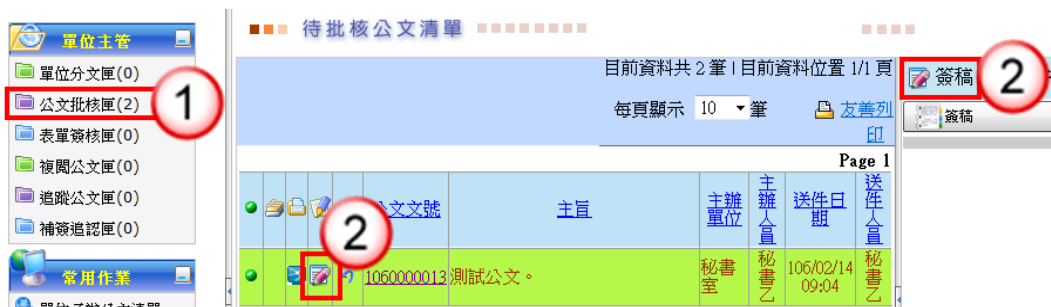 單位主管
單位分文匣(0)
公文批核匣(2)
1
表單簽核匣(0)
複閱公文匣(0)
追蹤公文匣(0)
補簽追認匣(0)
常用作業
待批核公文清單
目前資料共 2 筆 | 目前資料位置 1/1 頁
每頁顯示 10 筆 友善列
印
Page 1
公文文號 主旨 主辦單位 主辦人員 送件日期 送件人員
2
1060000013 測試公文。 秘書室 秘書乙 106/02/14 09:04 秘書乙
簽稿
2
簽稿